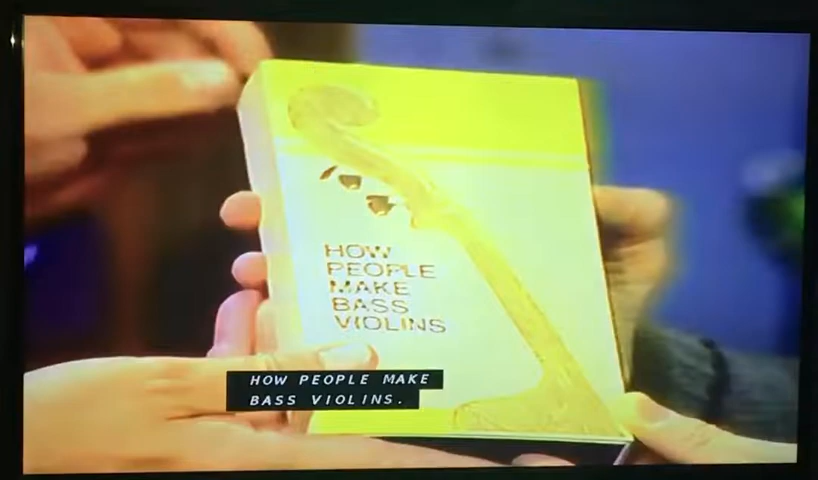 HOW
PEOPLE
MAKE
BASS
VIOLINS
HOW PEOPLE MAKE
BASS VIOLINS.